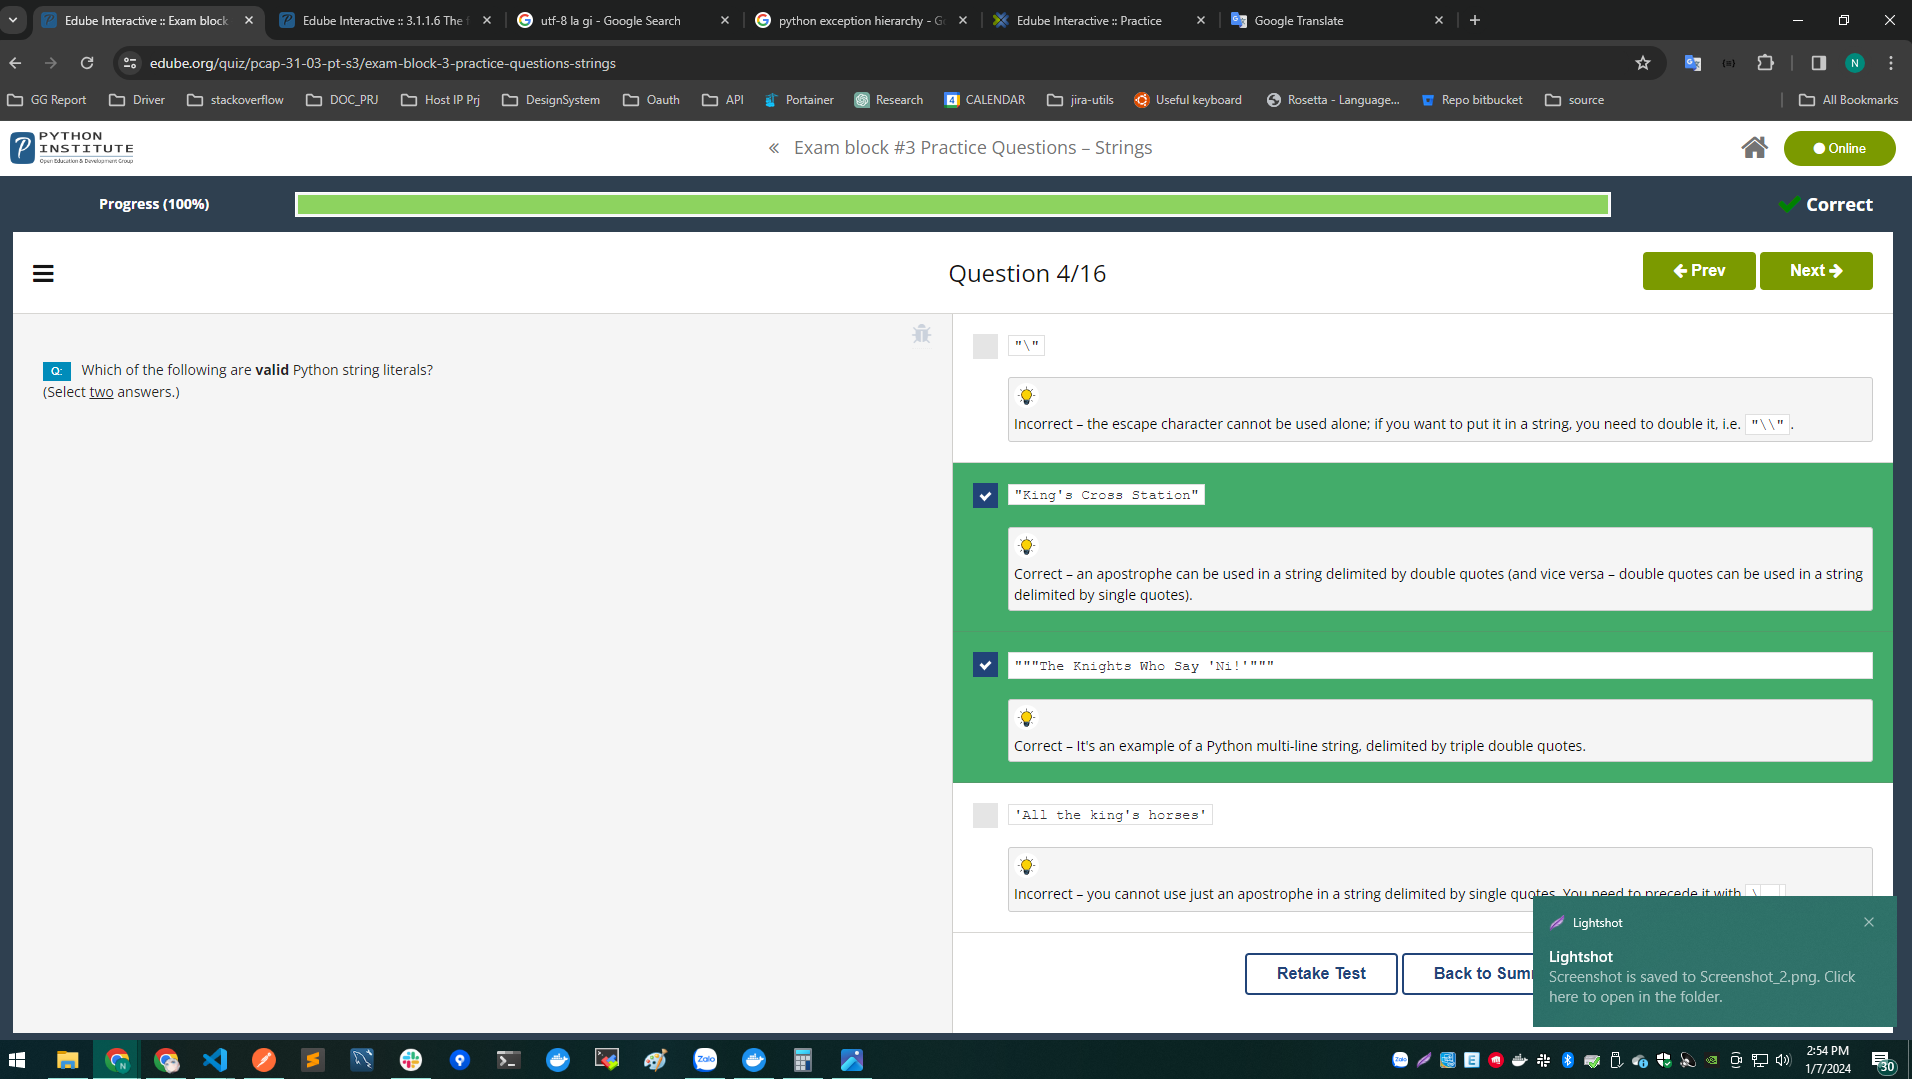 Edube Interactive :: Exam block
Edube Interactive :: 3.1.1.6 The f
utf-8 la gi - Google Search
python exception hierarchy - Go
Edube Interactive :: Practice
Google Translate
edube.org/quiz/pcap-31-03-pt-s3/exam-block-3-practice-questions-strings
N
GG Report
Driver
stackoverflow
DOC_PRJ
Host IP Prj
DesignSystem
Oauth
API
Portainer
Research
CALENDAR
jira-utils
Useful keyboard
Rosetta - Language...
Repo bitbucket
source
All Bookmarks
PYTHON
INSTITUTE
Open Education & Development Group
« Exam block #3 Practice Questions – Strings
Online
Progress (100%)
Correct
Question 4/16
Prev
Next
Q: Which of the following are valid Python string literals?
(Select two answers.)
"\"
Incorrect – the escape character cannot be used alone; if you want to put it in a string, you need to double it, i.e. "\\" .
"King's Cross Station"
Correct – an apostrophe can be used in a string delimited by double quotes (and vice versa – double quotes can be used in a string
delimited by single quotes).
"""The Knights Who Say 'Ni!'"""
Correct – It's an example of a Python multi-line string, delimited by triple double quotes.
'All the king's horses'
Incorrect – you cannot use just an apostrophe in a string delimited by single quotes. You need to precede it with \
Retake Test
Back to Summ
Lightshot
Lightshot
Screenshot is saved to Screenshot_2.png. Click
here to open in the folder.
Zalo
2:54 PM
1/7/2024
30